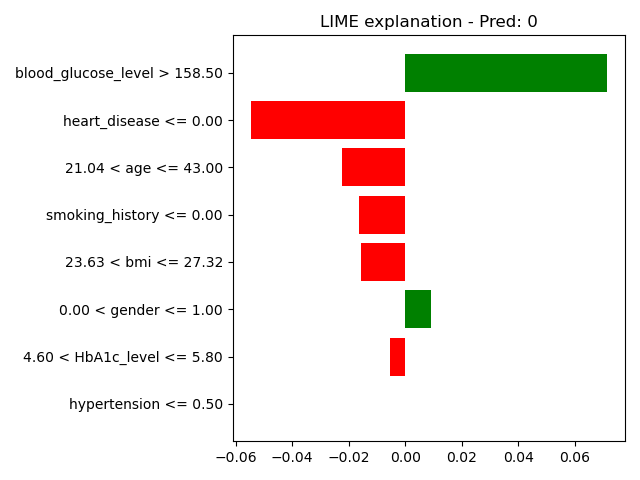 LIME explanation - Pred: 0
blood_glucose_level > 158.50
heart_disease <= 0.00
21.04 < age <= 43.00
smoking_history <= 0.00
23.63 < bmi <= 27.32
0.00 < gender <= 1.00
4.60 < HbA1c_level <= 5.80
hypertension <= 0.50
−0.06 −0.04 −0.02 0.00 0.02 0.04 0.06